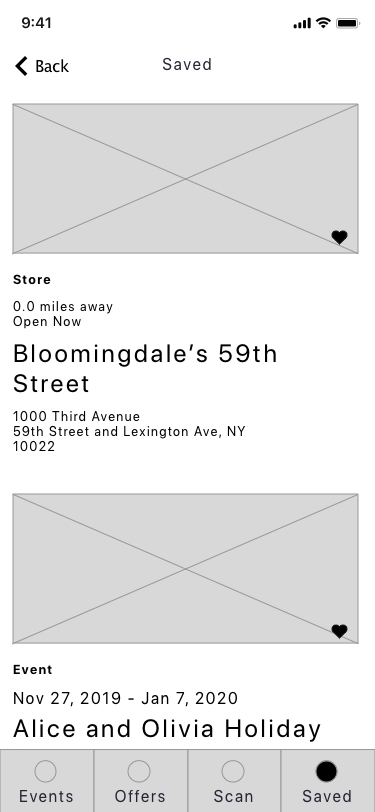 9:41
Back
Saved
Store
0.0 miles away
Open Now
Bloomingdale’s 59th
Street
1000 Third Avenue
59th Street and Lexington Ave, NY
10022
Event
Nov 27, 2019 - Jan 7, 2020
Alice and Olivia Holiday
Events
Offers
Scan
Saved